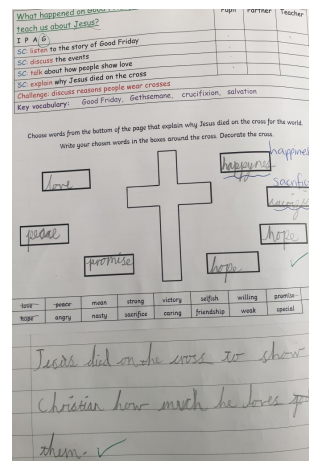 What happened on Good
Pupil Partner Teacher
teach us about Jesus?
I P A G
SC: listen to the story of Good Friday
SC: discuss the events
SC: talk about how people show love
SC: explain why Jesus died on the cross
Challenge: discuss reasons people wear crosses
Key vocabulary: Good Friday, Gethsemane, crucifixion, salvation
Choose words from the bottom of the page that explain why Jesus died on the cross for the world.
Write your chosen words in the boxes around the cross. Decorate the cross.
happynes happines
love
sacrific
peace
hope
promise
hope
love peace mean strong victory selfish willing promise
hope angry nasty sacrifice caring friendship weak special
Jesus died on the cross to show
Christian how much he loves
them.